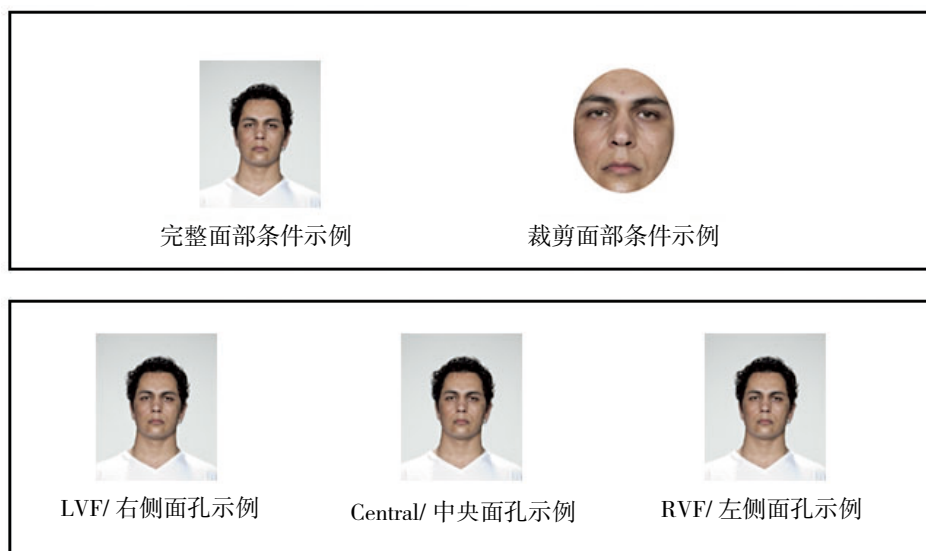 完整面部条件示例
裁剪面部条件示例
LVF/ 右侧面孔示例
Central/ 中央面孔示例
RVF/ 左侧面孔示例